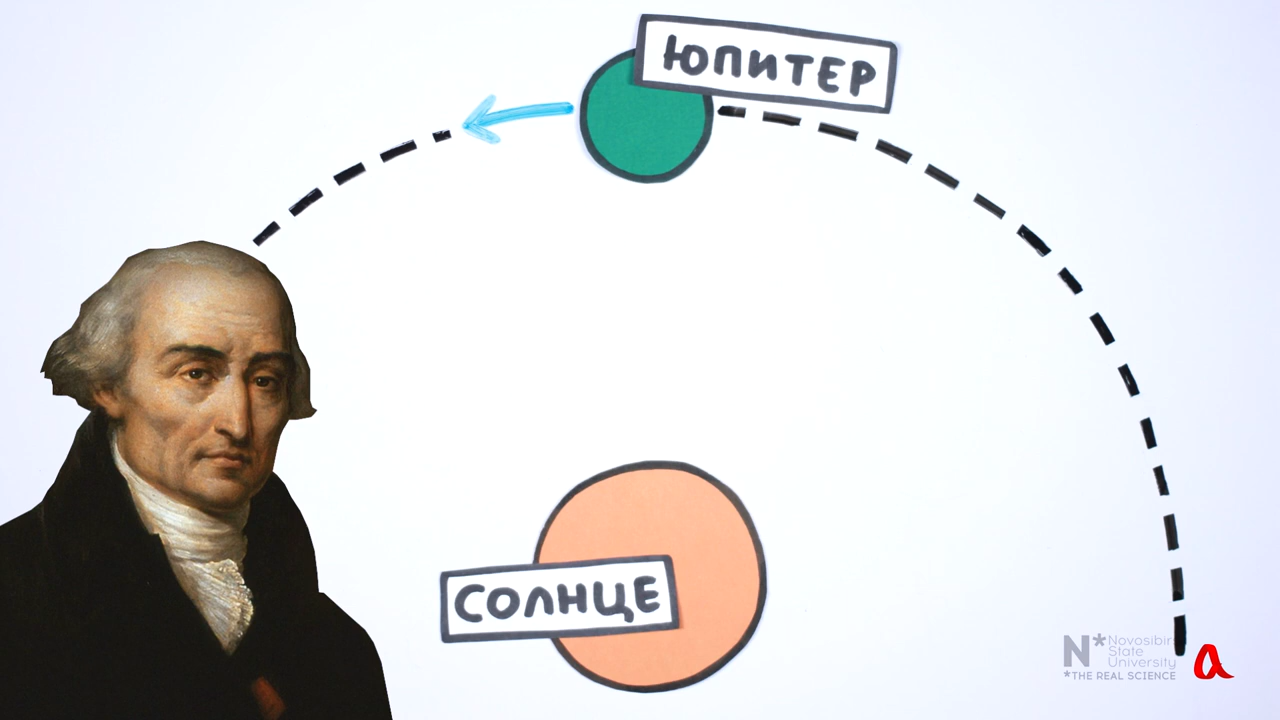 ЮПИТЕР
СОЛНЦЕ
N* Novosibirsk
State
University
*THE REAL SCIENCE
a